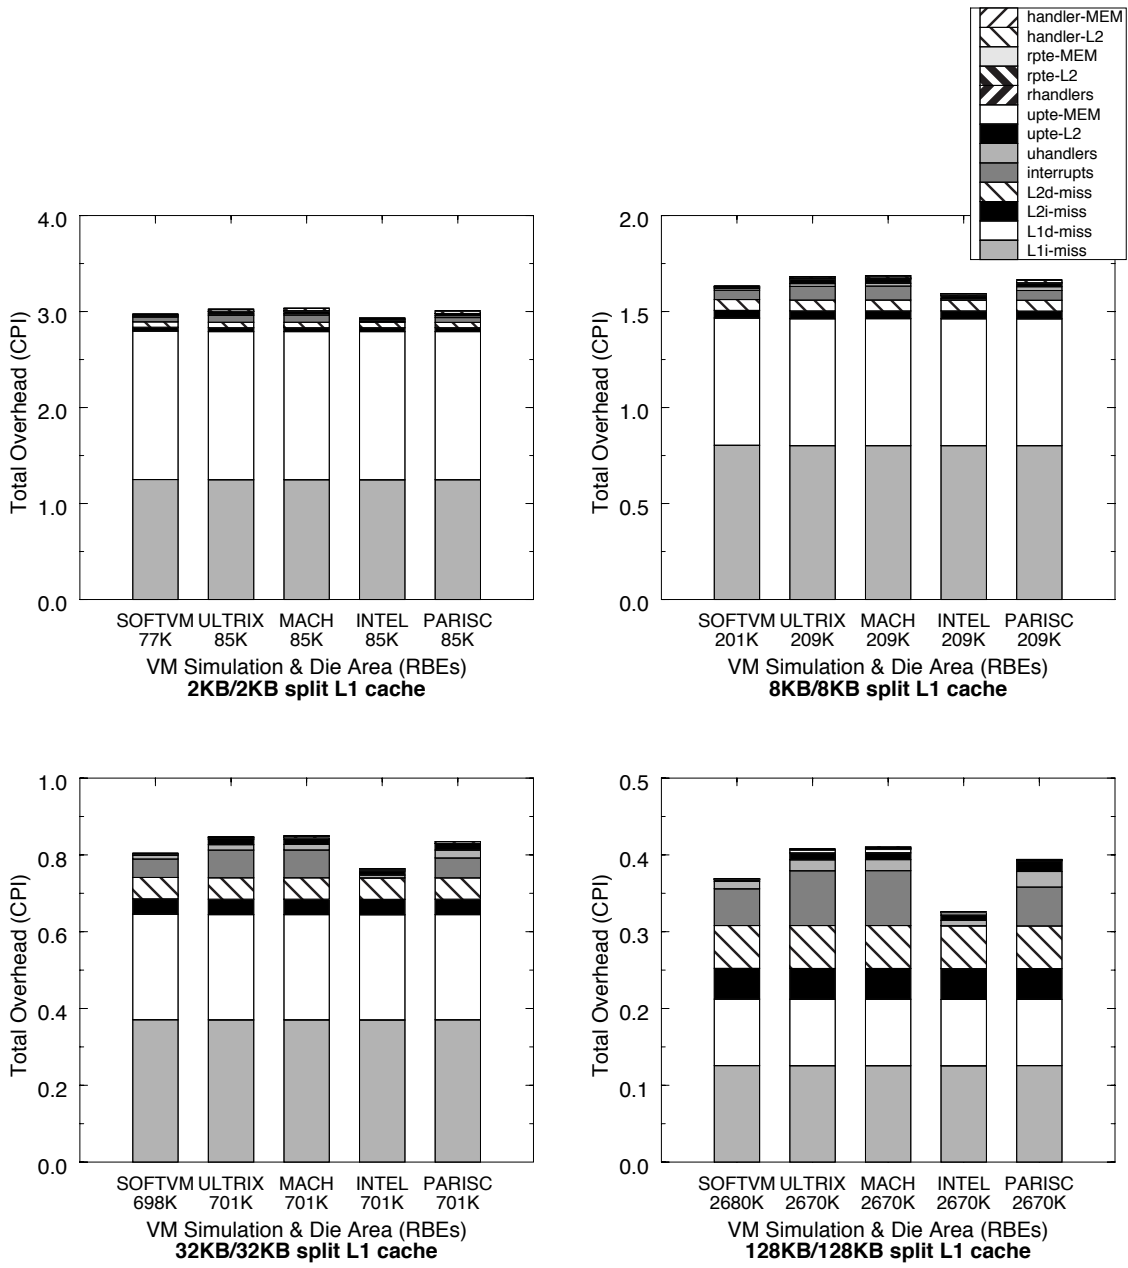 handler-MEM
handler-L2
rpte-MEM
rpte-L2
rhandlers
upte-MEM
upte-L2
uhandlers
interrupts
L2d-miss
L2i-miss
L1d-miss
L1i-miss
Total Overhead (CPI)
4.0
3.0
2.0
1.0
0.0
SOFTVM ULTRIX MACH INTEL PARISC
77K 85K 85K 85K 85K
VM Simulation & Die Area (RBEs)
2KB/2KB split L1 cache
Total Overhead (CPI)
2.0
1.5
1.0
0.5
0.0
SOFTVM ULTRIX MACH INTEL PARISC
201K 209K 209K 209K 209K
VM Simulation & Die Area (RBEs)
8KB/8KB split L1 cache
Total Overhead (CPI)
1.0
0.8
0.6
0.4
0.2
0.0
SOFTVM ULTRIX MACH INTEL PARISC
698K 701K 701K 701K 701K
VM Simulation & Die Area (RBEs)
32KB/32KB split L1 cache
Total Overhead (CPI)
0.5
0.4
0.3
0.2
0.1
0.0
SOFTVM ULTRIX MACH INTEL PARISC
2680K 2670K 2670K 2670K 2670K
VM Simulation & Die Area (RBEs)
128KB/128KB split L1 cache